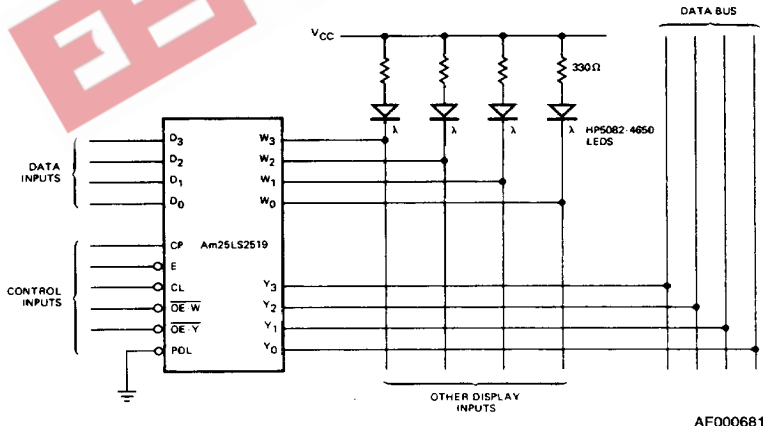 DATA BUS
VCC
330Ω
λ λ λ λ
HP5082-4650
LEDS
DATA
INPUTS
D3
D2
D1
D0
W3
W2
W1
W0
CP
Am25LS2519
E
CL
OE-W
OE-Y
POL
CONTROL
INPUTS
Y3
Y2
Y1
Y0
OTHER DISPLAY
INPUTS
AF000681